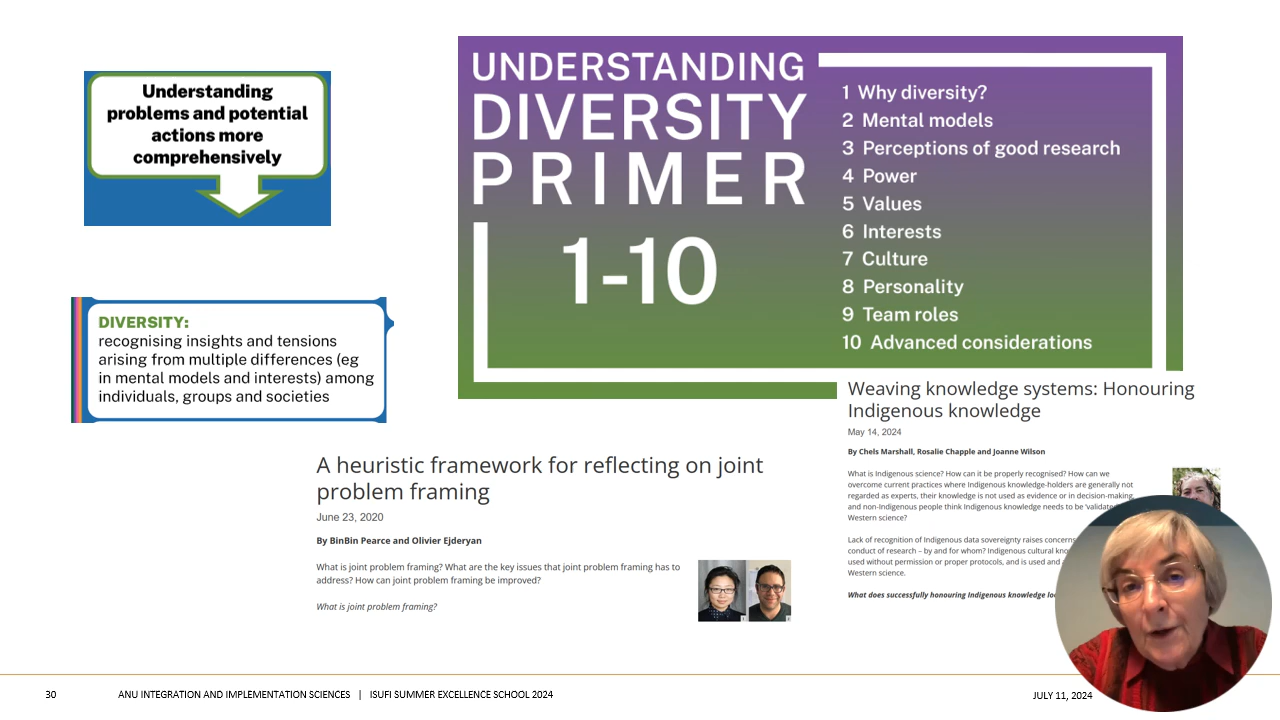 Understanding
problems and potential
actions more
comprehensively
DIVERSITY:
recognising insights and tensions
arising from multiple differences (eg
in mental models and interests) among
individuals, groups and societies
UNDERSTANDING
DIVERSITY
PRIMER
1-10
1 Why diversity?
2 Mental models
3 Perceptions of good research
4 Power
5 Values
6 Interests
7 Culture
8 Personality
9 Team roles
10 Advanced considerations
A heuristic framework for reflecting on joint
problem framing
June 23, 2020
By BinBin Pearce and Olivier Ejderyan
What is joint problem framing? What are the key issues that joint problem framing has to
address? How can joint problem framing be improved?
What is joint problem framing?
Weaving knowledge systems: Honouring
Indigenous knowledge
May 14, 2024
By Chels Marshall, Rosalie Chapple and Joanne Wilson
What is Indigenous science? How can it be properly recognised? How can we
overcome current practices where Indigenous knowledge-holders are generally not
regarded as experts, their knowledge is not used as evidence or in decision-making,
and non-Indigenous people think Indigenous knowledge needs to be
Western science?
Lack of recognition of Indigenous data sovereignty raises concerns
conduct of research – by and for whom? Indigenous cultural
used without permission or proper protocols, and is used and
Western science.
What does successfully honouring Indigenous knowledge
30
ANU INTEGRATION AND IMPLEMENTATION SCIENCES | ISUFI SUMMER EXCELLENCE SCHOOL 2024
JULY 11, 2024